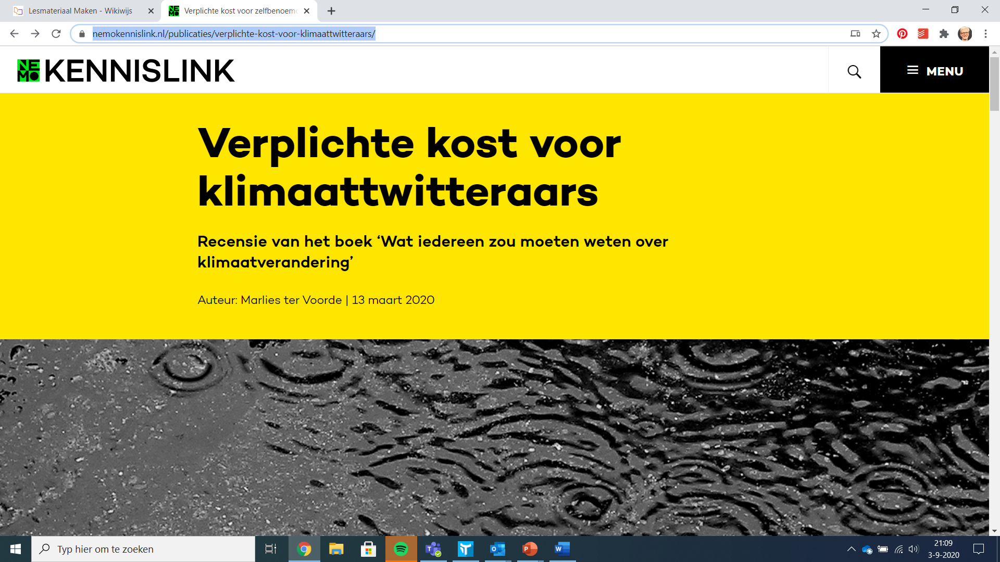 Lesmateriaal Maken - Wikiwijs
Verplichte kost voor zelfbenoem
nemokennislink.nl/publicaties/verplichte-kost-voor-klimaattwitteraars/
NE
MO
KENNISLINK
MENU
Verplichte kost voor
klimaattwitteraars
Recensie van het boek ‘Wat iedereen zou moeten weten over
klimaatverandering’
Auteur: Marlies ter Voorde | 13 maart 2020
Typ hier om te zoeken
21:09
3-9-2020